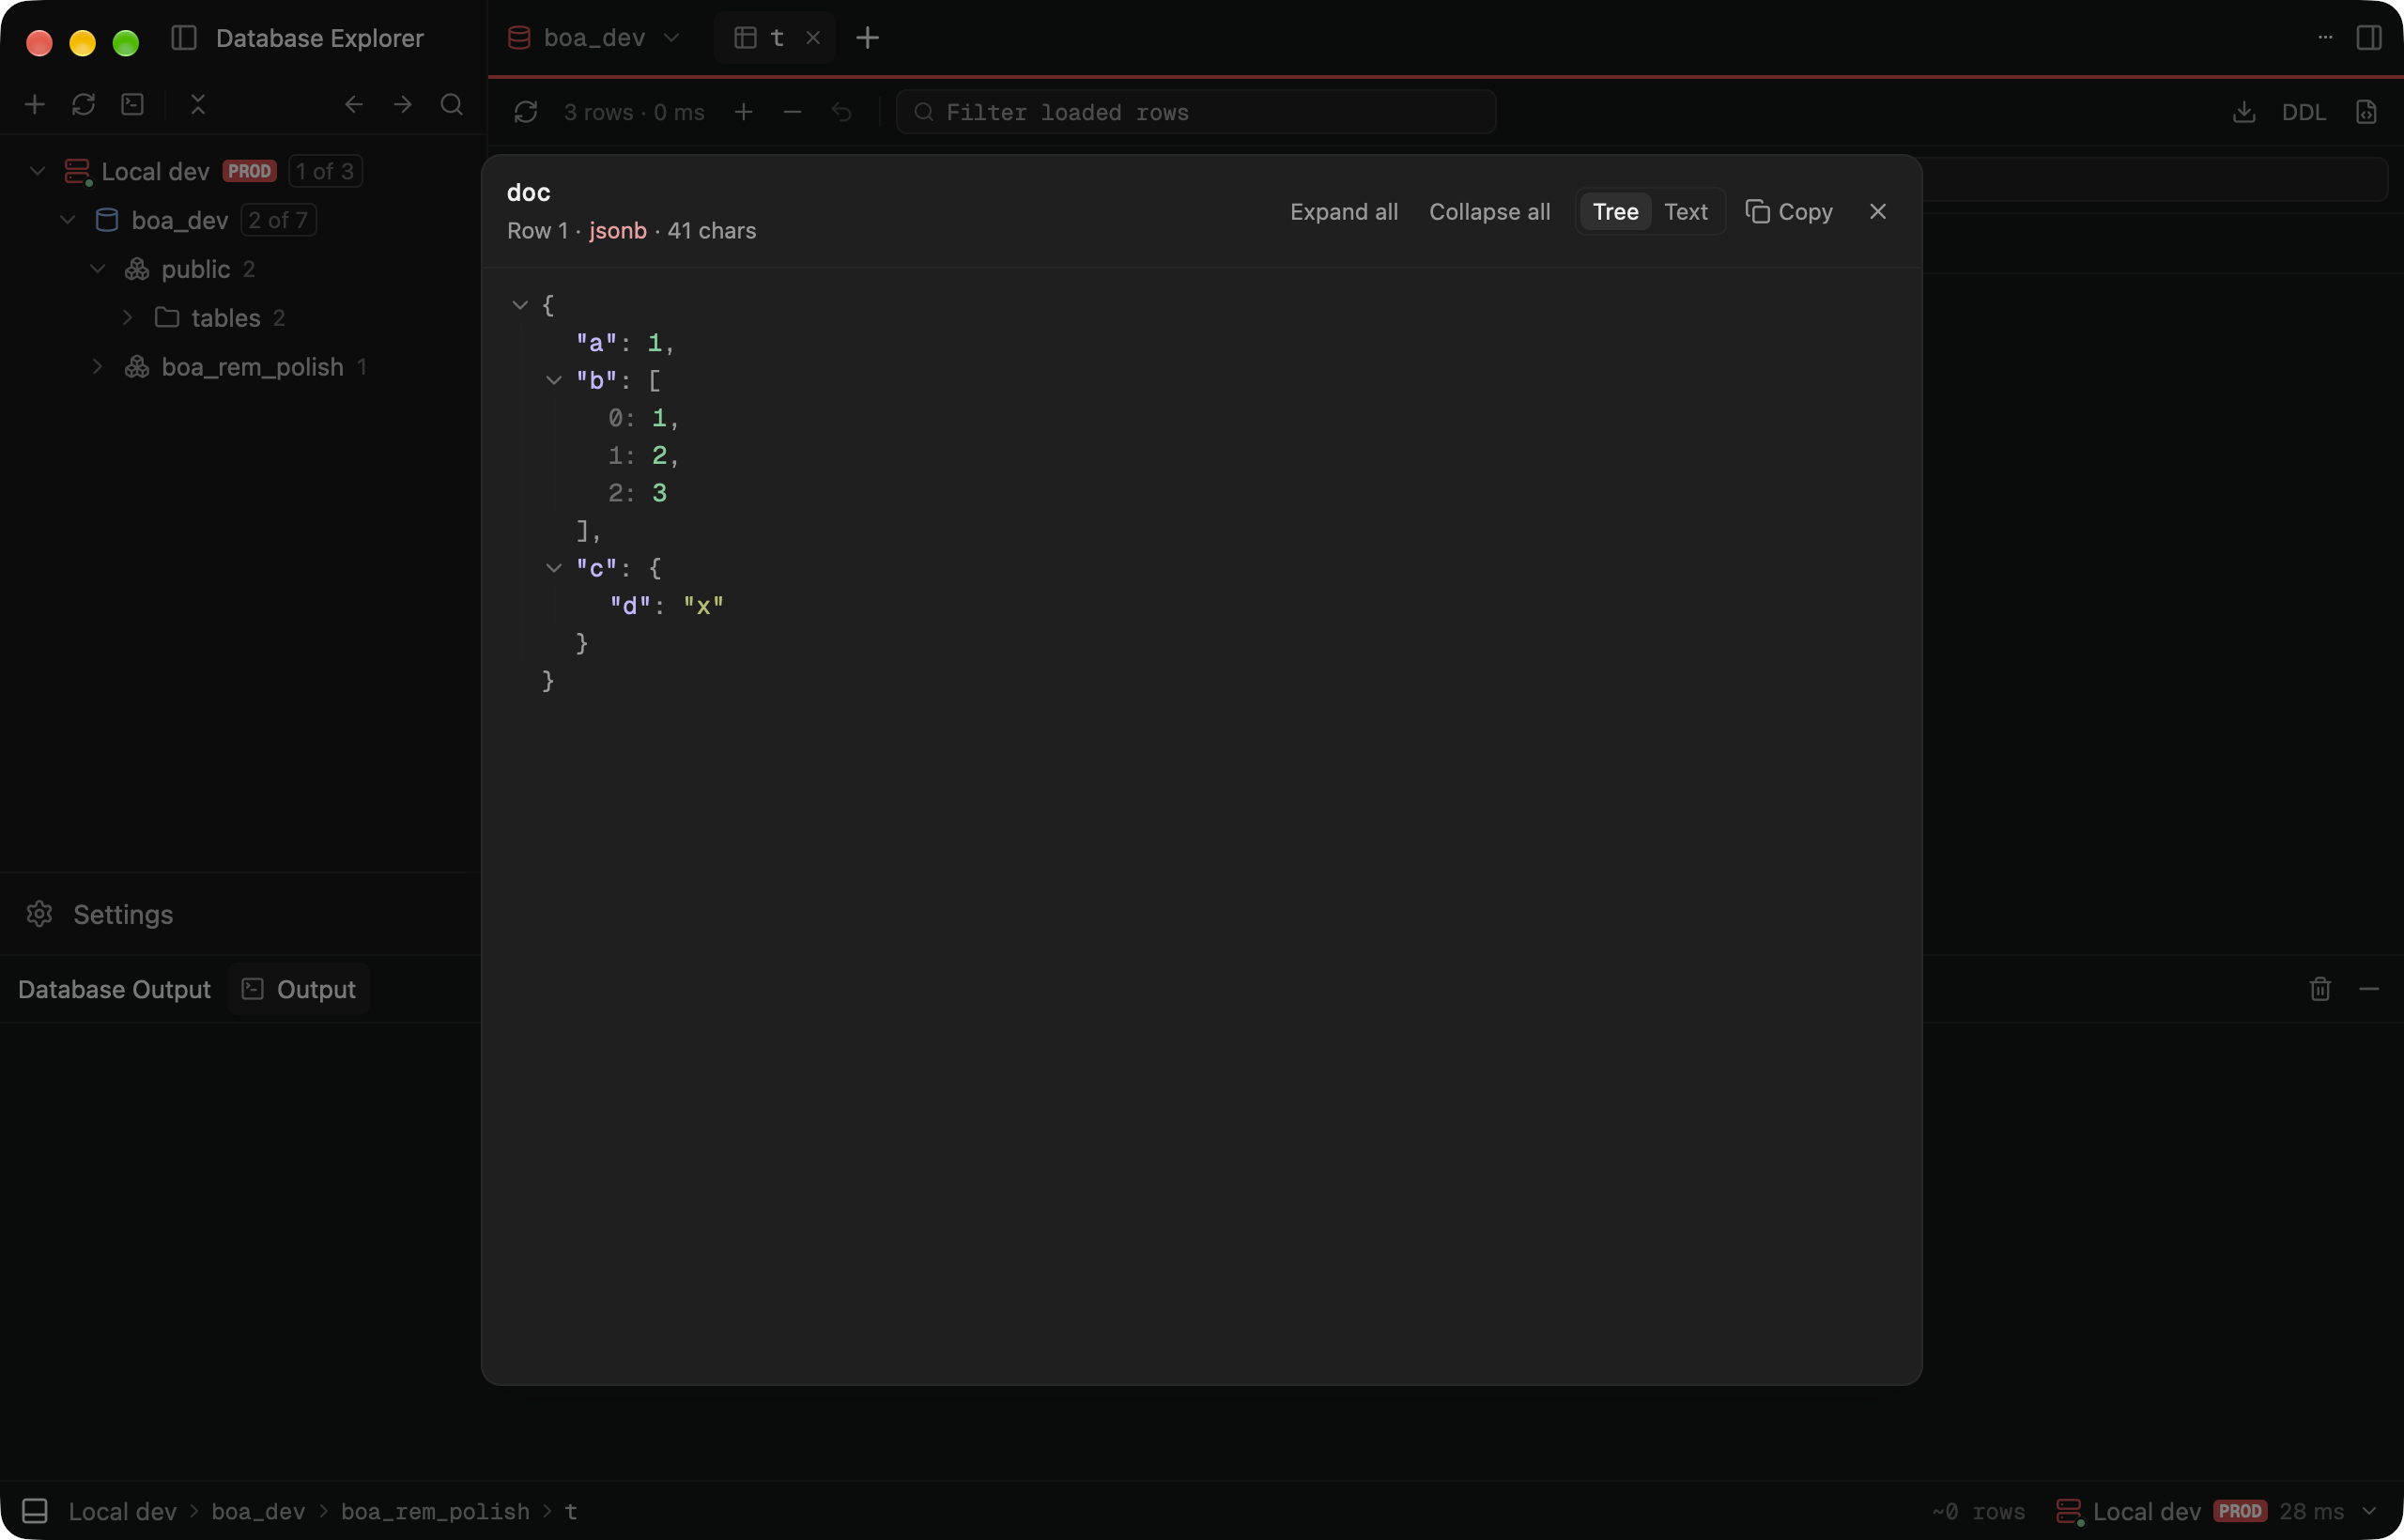 Database Explorer
boa_dev
t
3 rows · 0 ms
Filter loaded rows
DDL
Local dev PROD 1 of 3
boa_dev 2 of 7
public 2
tables 2
boa_rem_polish 1
Settings
doc
Row 1 · jsonb · 41 chars
Expand all
Collapse all
Tree
Text
Copy
{
"a": 1,
"b": [
0: 1,
1: 2,
2: 3
],
"c": {
"d": "x"
}
}
Database Output
Output
Local dev > boa_dev > boa_rem_polish > t
~0 rows
Local dev PROD 28 ms